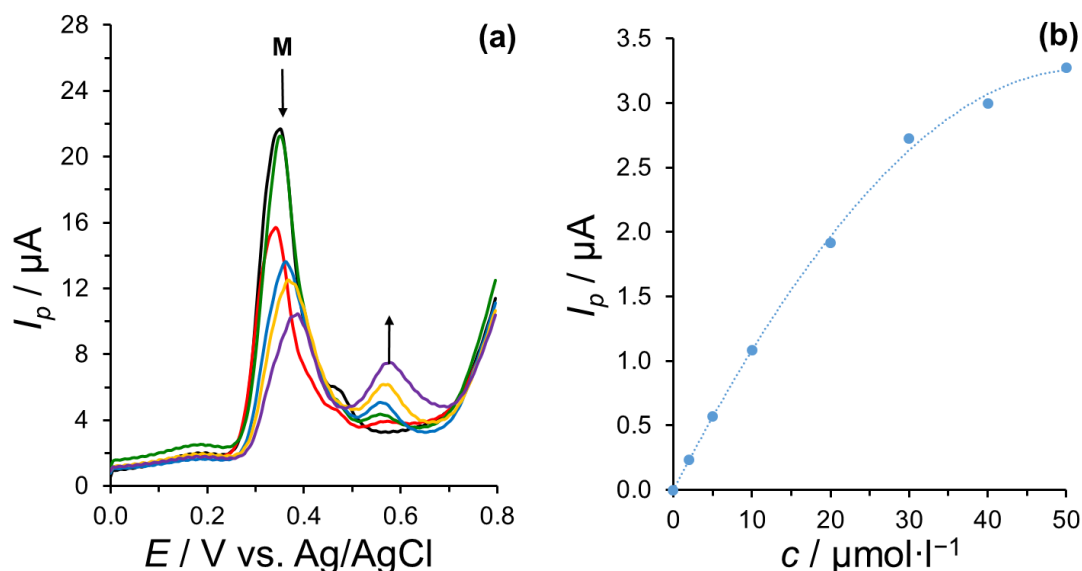 (a)
M
28
24
20
16
12
8
4
0
I_p / µA
0.0 0.2 0.4 0.6 0.8
E / V vs. Ag/AgCl
(b)
3.5
3.0
2.5
2.0
1.5
1.0
0.5
0.0
I_p / µA
0 10 20 30 40 50
c / µmol·l⁻¹